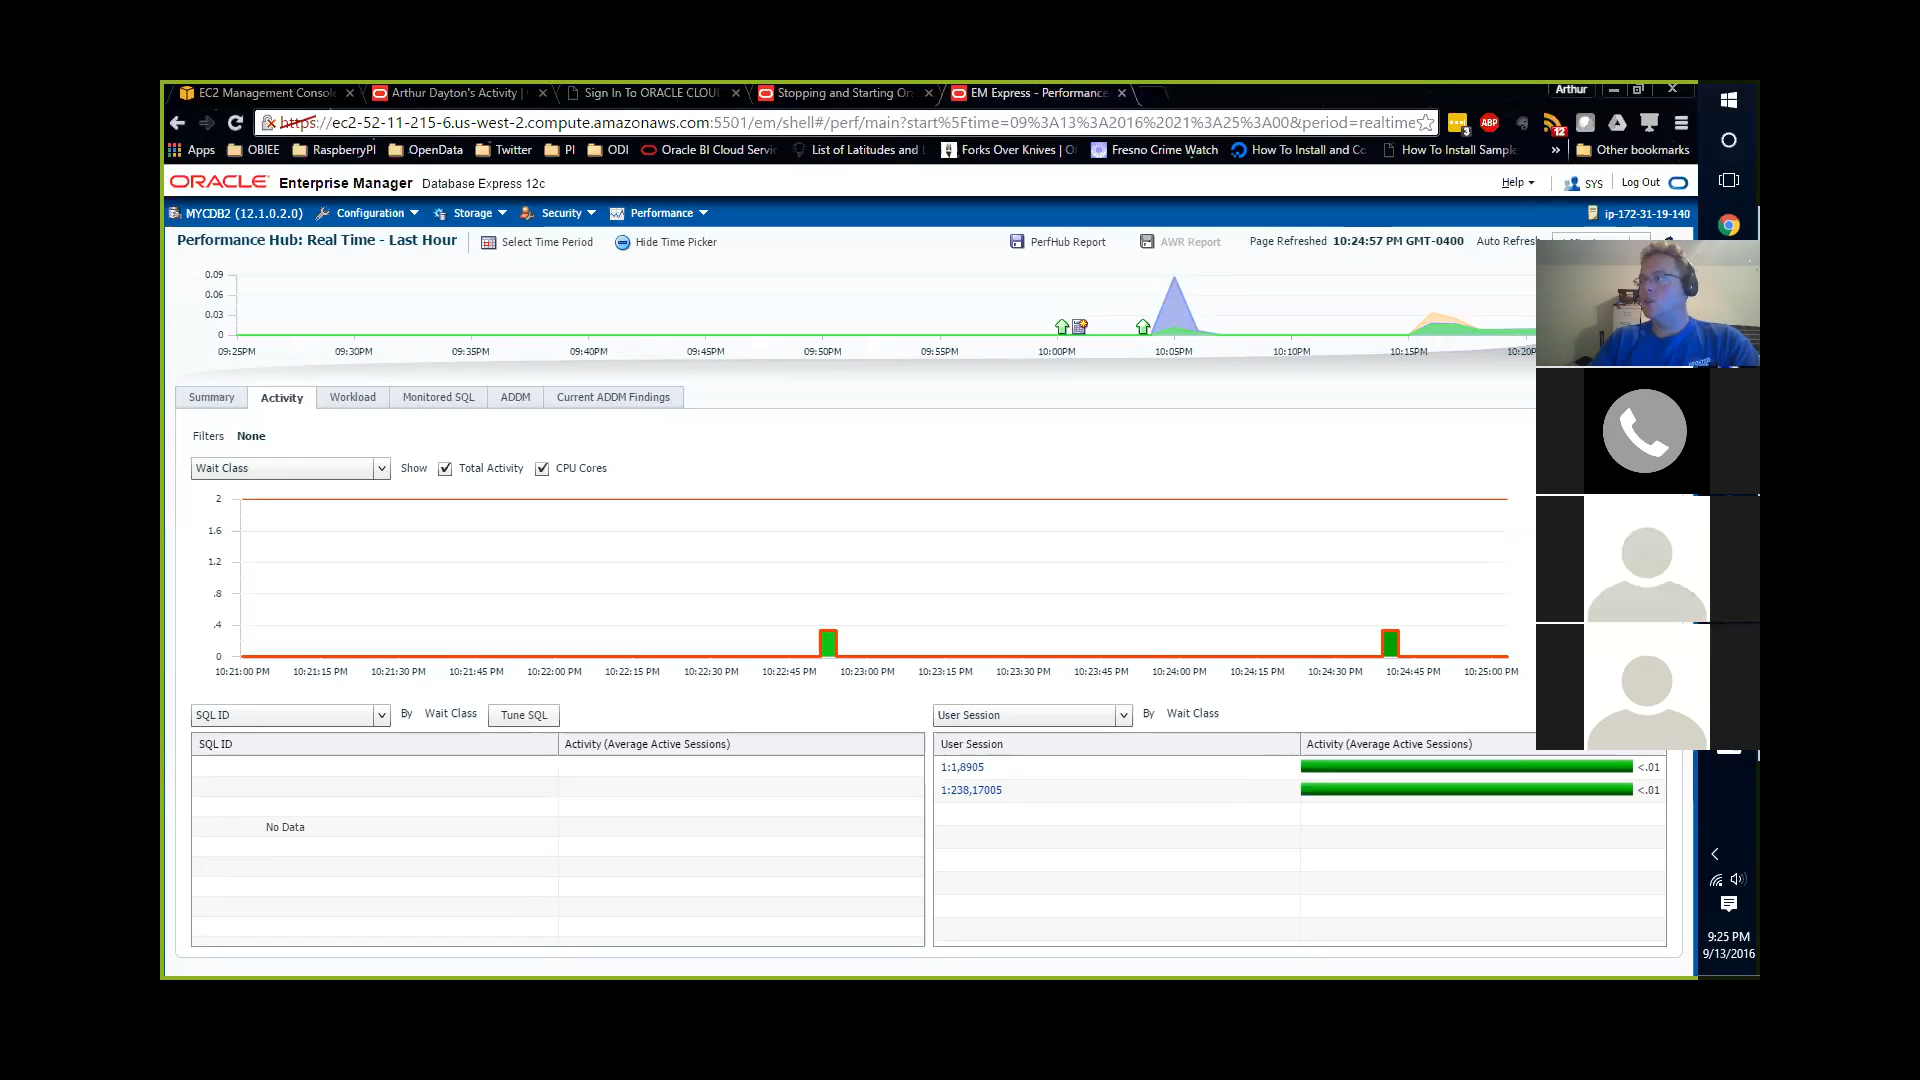 EC2 Management Consol
Arthur Dayton's Activity |
Sign In To ORACLE CLOU
Stopping and Starting Or
EM Express - Performance
Arthur
https://ec2-52-11-215-6.us-west-2.compute.amazonaws.com:5501/em/shell#/perf/main?start%5Ftime=09%3A13%3A2016%2021%3A25%3A00&period=realtime
3
ABP
12
Apps
OBIEE
RaspberryPI
OpenData
Twitter
PI
ODI
Oracle BI Cloud Servic
List of Latitudes and L
Forks Over Knives | O
Fresno Crime Watch
How To Install and Co
How To Install Sample
»
Other bookmarks
ORACLE Enterprise Manager Database Express 12c
Help
SYS
Log Out
MYCDB2 (12.1.0.2.0)
Configuration
Storage
Security
Performance
ip-172-31-19-140
Performance Hub: Real Time - Last Hour
Select Time Period
Hide Time Picker
PerfHub Report
AWR Report
Page Refreshed 10:24:57 PM GMT-0400
Auto Refres
0.09
0.06
0.03
0
09:25PM 09:30PM 09:35PM 09:40PM 09:45PM 09:50PM 09:55PM 10:00PM 10:05PM 10:10PM 10:15PM 10:20P
Summary
Activity
Workload
Monitored SQL
ADDM
Current ADDM Findings
Filters None
Wait Class
Show
Total Activity
CPU Cores
2
1.6
1.2
.8
.4
0
10:21:00 PM 10:21:15 PM 10:21:30 PM 10:21:45 PM 10:22:00 PM 10:22:15 PM 10:22:30 PM 10:22:45 PM 10:23:00 PM 10:23:15 PM 10:23:30 PM 10:23:45 PM 10:24:00 PM 10:24:15 PM 10:24:30 PM 10:24:45 PM 10:25:00 PM
SQL ID
By Wait Class
Tune SQL
SQL ID
Activity (Average Active Sessions)
No Data
User Session
By Wait Class
User Session
Activity (Average Active Sessions)
1:1,8905
<.01
1:238,17005
<.01
9:25 PM
9/13/2016